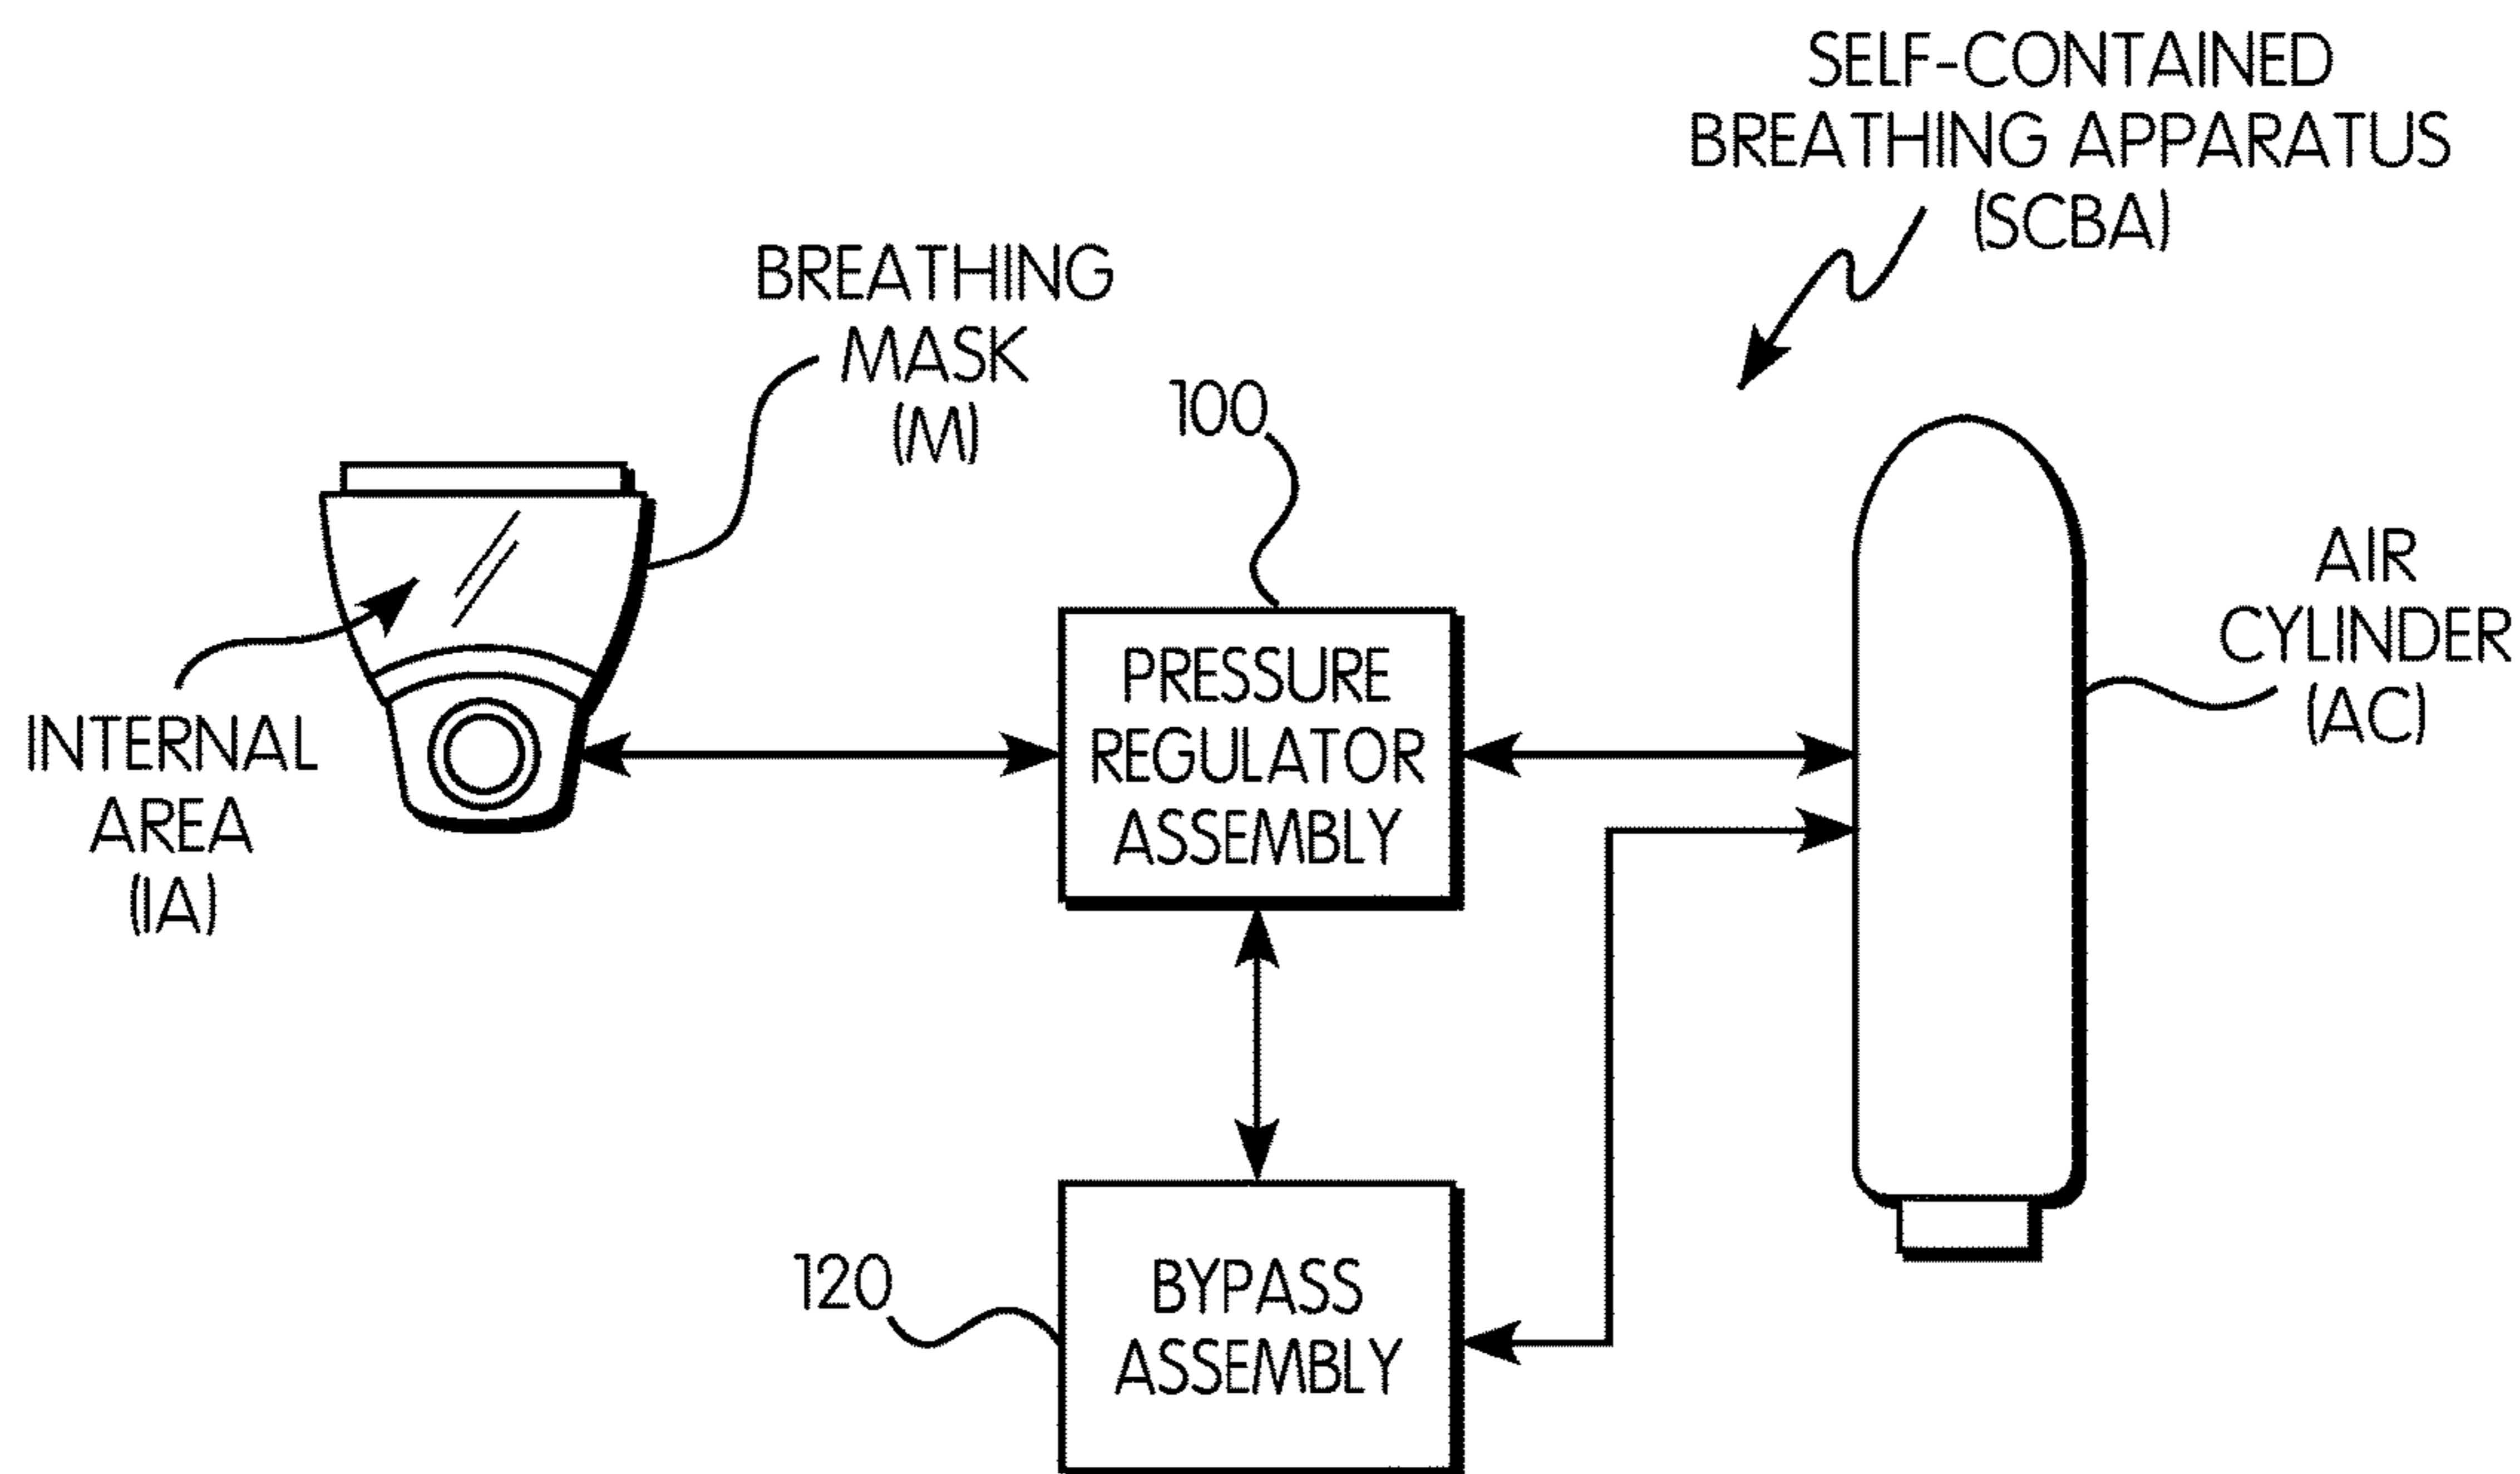 SELF-CONTAINED
BREATHING APPARATUS
(SCBA)
BREATHING
MASK
(M)
100
AIR
CYLINDER
(AC)
PRESSURE
REGULATOR
ASSEMBLY
INTERNAL
AREA
(IA)
120
BYPASS
ASSEMBLY